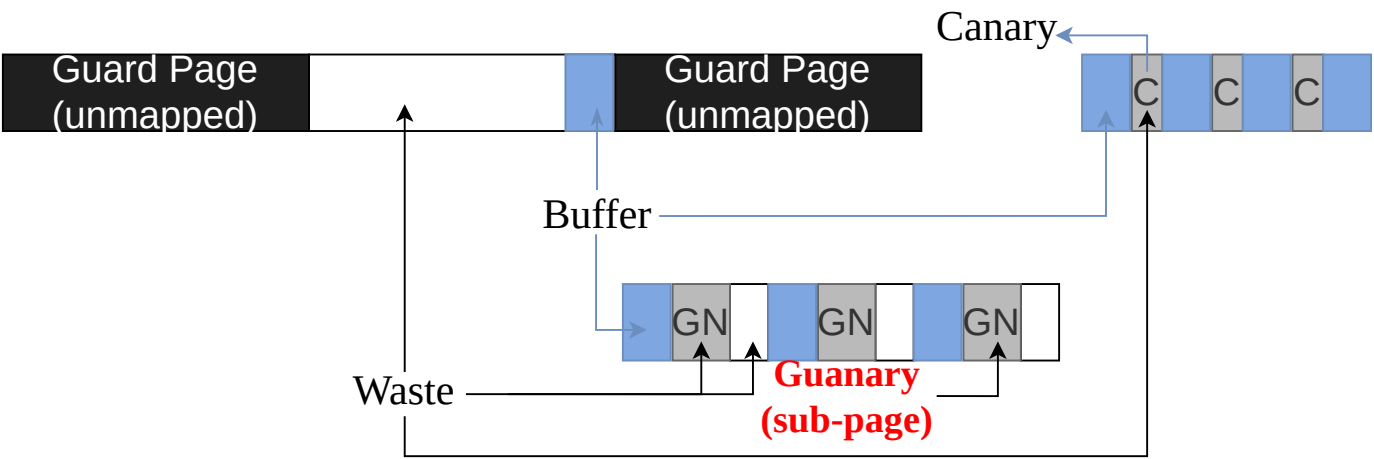 Canary
Guard Page
(unmapped)
Guard Page
(unmapped)
C
C
C
Buffer
GN
GN
GN
Waste
Guanary
(sub-page)